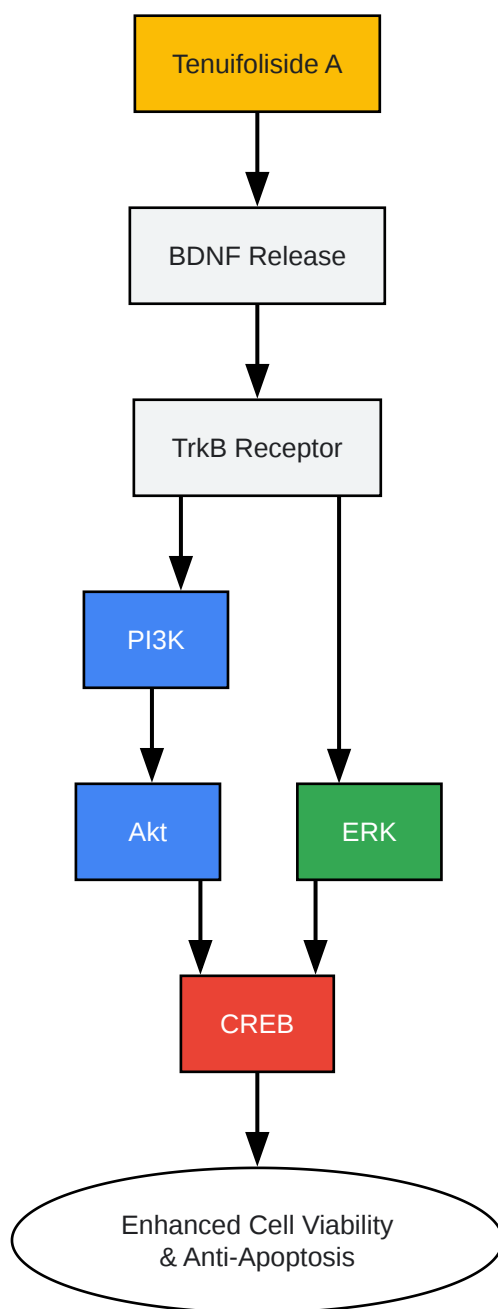 Tenuifoliside A
BDNF Release
TrkB Receptor
PI3K
Akt
ERK
CREB
Enhanced Cell Viability
& Anti-Apoptosis